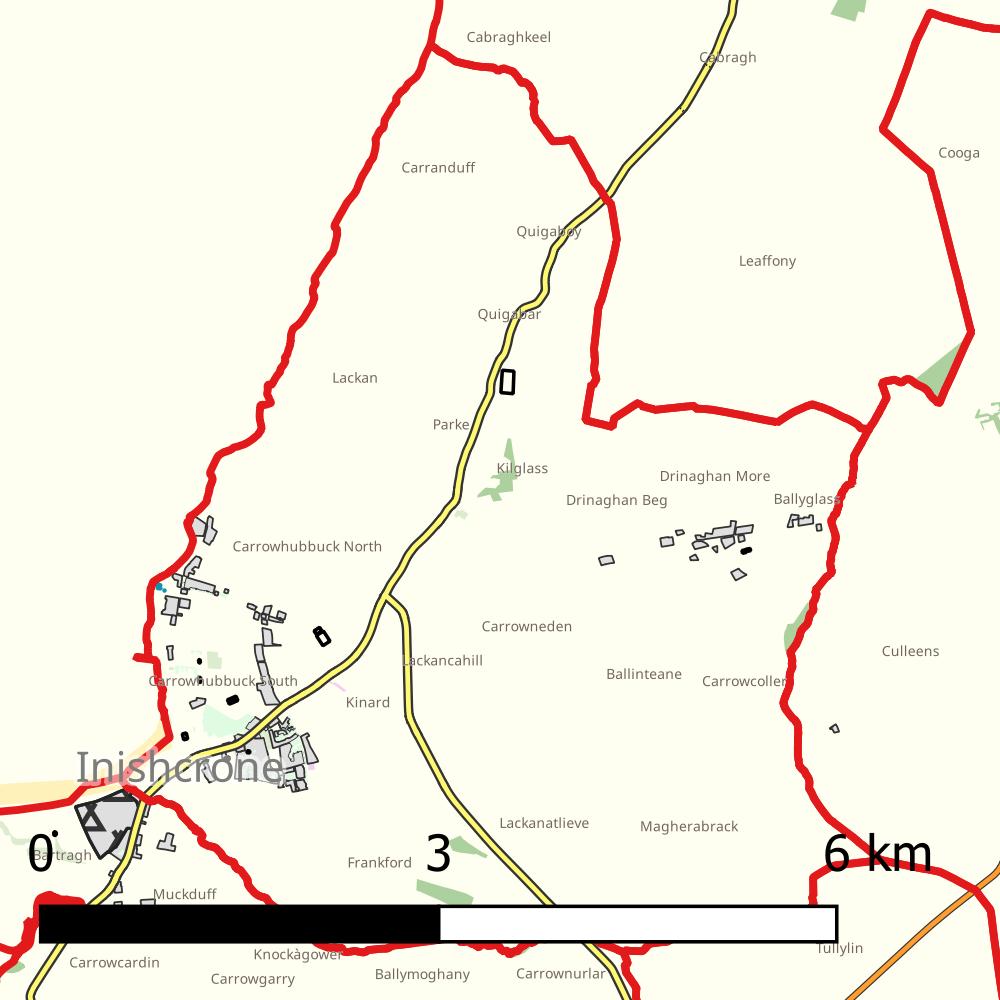 Cabraghkeel
Cabragh
Cooga
Carranduff
Quigaboy
Leaffony
Quigabar
Lackan
Parke
Kilglass
Drinaghan More
Drinaghan Beg
Ballyglass
Carrowhubbuck North
Carrowneden
Culleens
Lackancahill
Ballinteane
Carrowcoller
Carrowhubbuck South
Kinard
Inishcrone
Lackanatlieve
Magherabrack
0
3
6 km
Bartragh
Frankford
Muckduff
Tullylin
Knockàgower
Carrowcardin
Carrowgarry
Ballymoghany
Carrownurlar